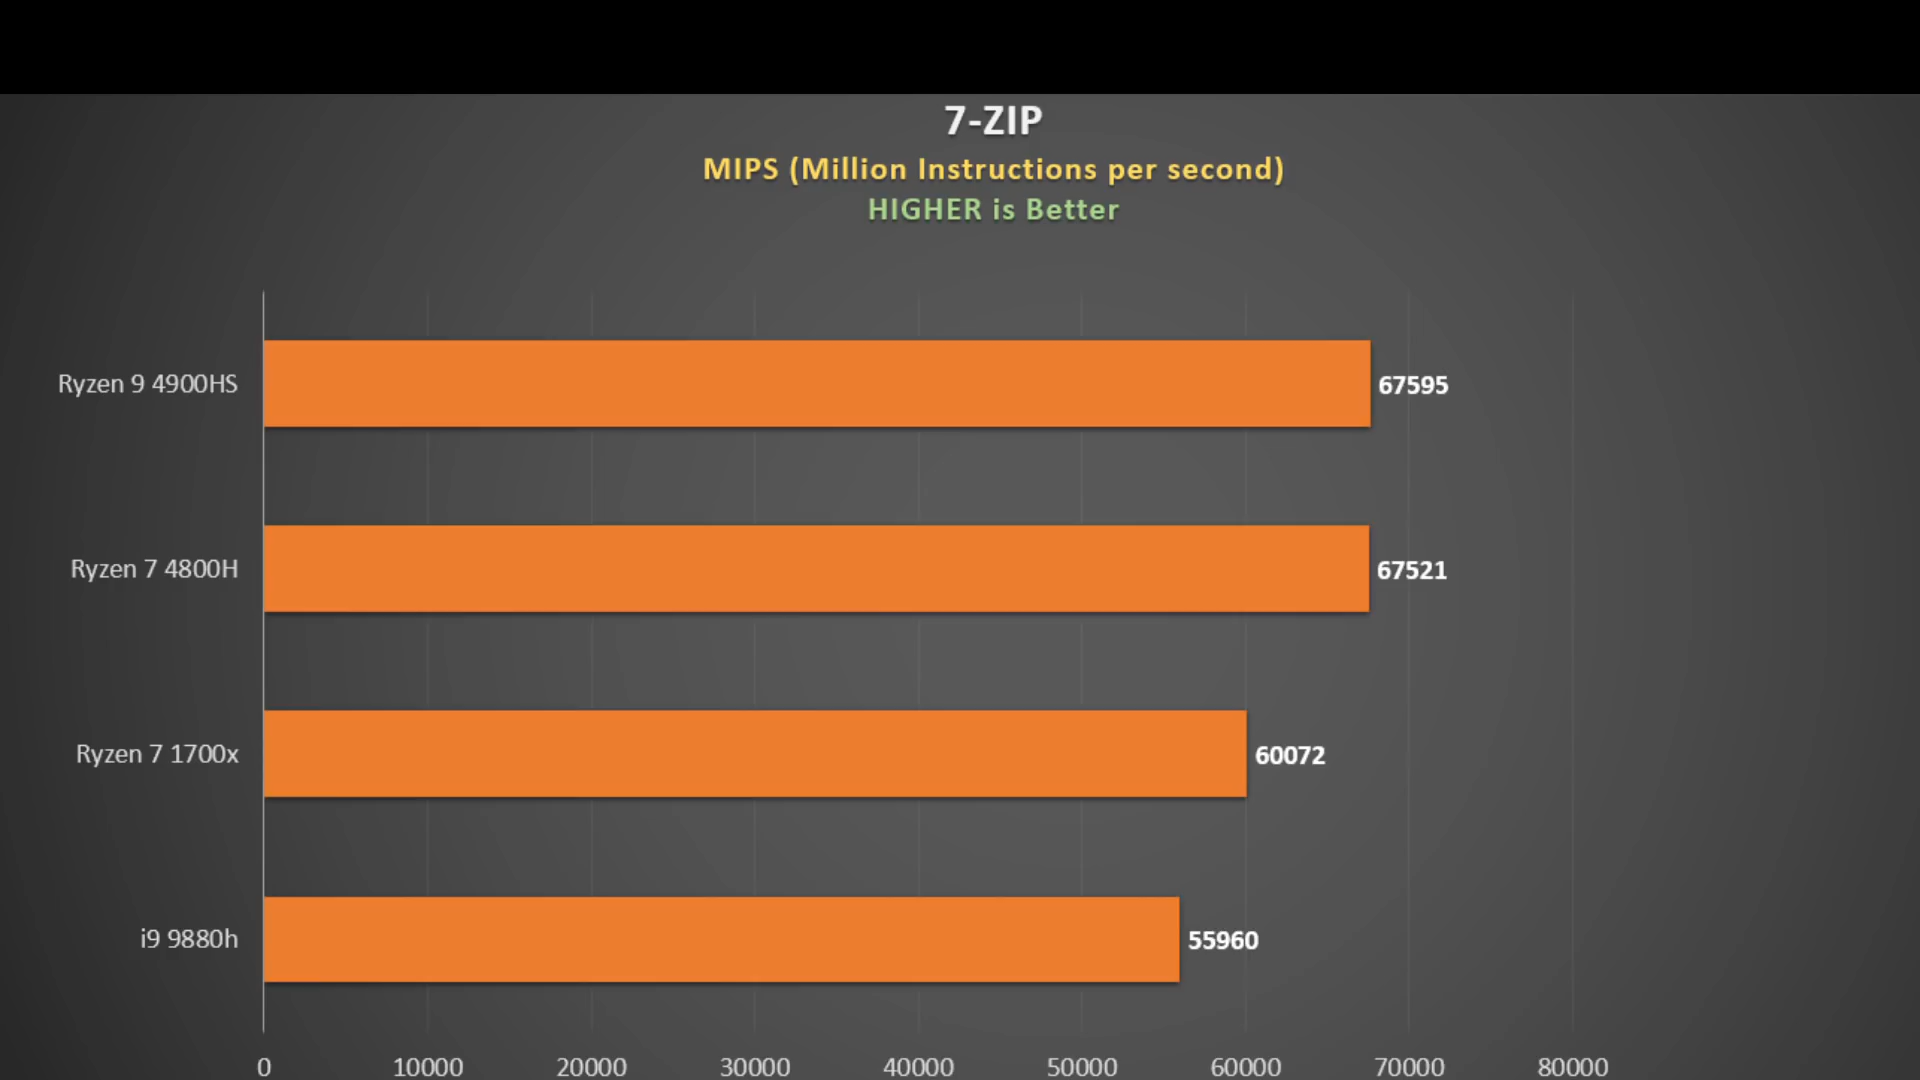 7-ZIP
MIPS (Million Instructions per second)
HIGHER is Better
Ryzen 9 4900HS 67595
Ryzen 7 4800H 67521
Ryzen 7 1700x 60072
i9 9880h 55960
0 10000 20000 30000 40000 50000 60000 70000 80000